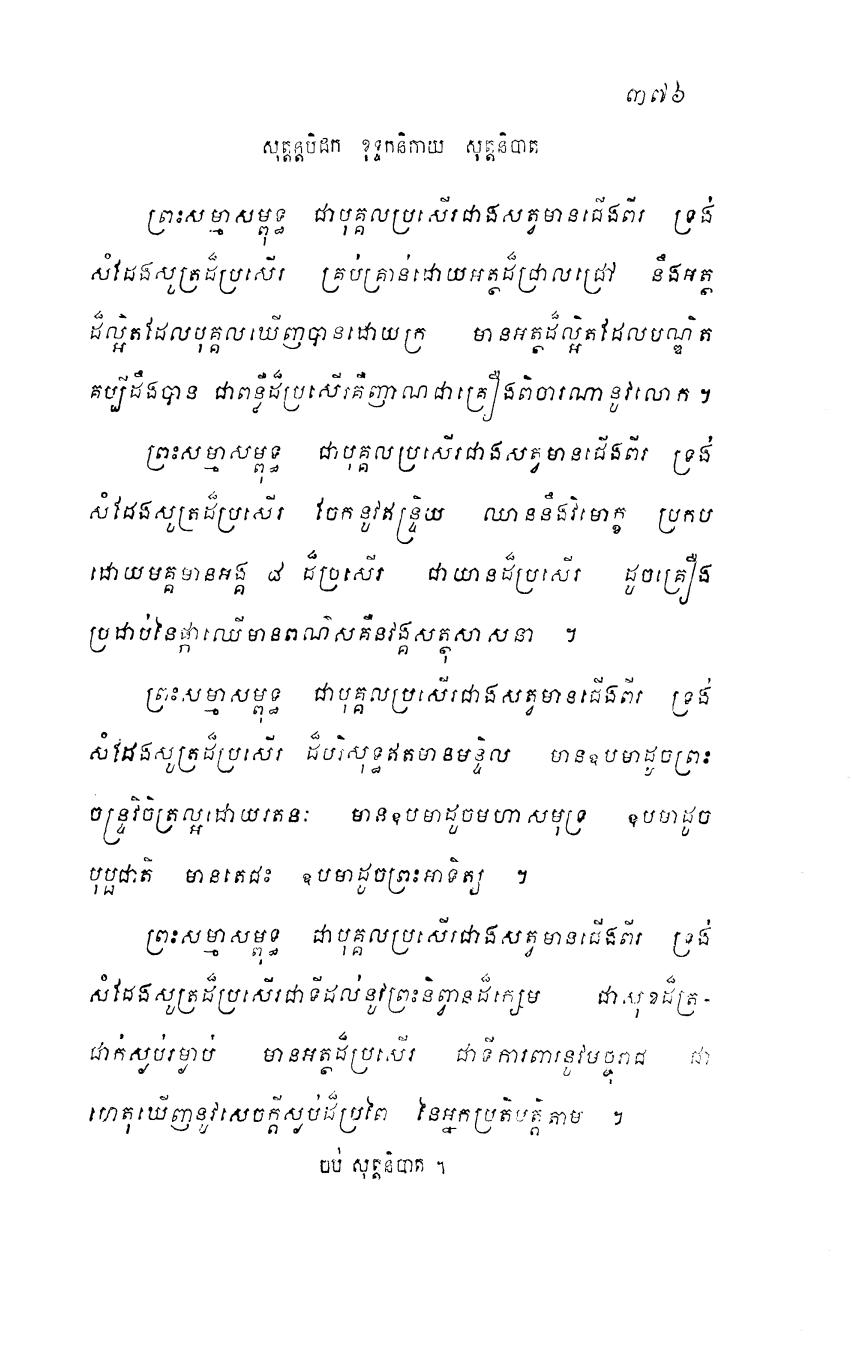 ៣៧៦
សុត្តន្តបិដក ខុទ្ទកនិកាយ សុត្តនិបាត
ព្រះសម្មាសម្ពុទ្ធ ជាបុគ្គលប្រសើរជាងសត្វមានជើងពីរ ទ្រង់
សំដែងសូត្រដ៏ប្រសើរ គ្រប់គ្រាន់ដោយអត្ថដ៏ជ្រាលជ្រៅ នឹងអត្ថ
ដ៏ល្អិតដែលបុគ្គលឃើញបានដោយក្រ មានអត្ថដ៏ល្អិតដែលបណ្ឌិត
គប្បីដឹងបាន ជាពន្លឺដ៏ប្រសើរគឺញាណជាគ្រឿងពិចារណានូវលោក ។
ព្រះសម្មាសម្ពុទ្ធ ជាបុគ្គលប្រសើរជាងសត្វមានជើងពីរ ទ្រង់
សំដែងសូត្រដ៏ប្រសើរ ចែកនូវឥន្ទ្រិយ ឈាននឹងវិមោក្ខ ប្រកប
ដោយមគ្គមានអង្គ ៨ ដ៏ប្រសើរ ជាយានដ៏ប្រសើរ ដូចគ្រឿង
ប្រដាប់នៃផ្កាឈើមានពណ៌សគឺនវង្គសត្ថុសាសនា ។
ព្រះសម្មាសម្ពុទ្ធ ជាបុគ្គលប្រសើរជាងសត្វមានជើងពីរ ទ្រង់
សំដែងសូត្រដ៏ប្រសើរ ដ៏បរិសុទ្ធឥតមានមន្ទិល មានឧបមាដូចព្រះ
ចន្ទ្រវិចិត្រល្អដោយរតនៈ មានឧបមាដូចមហាសមុទ្រ ឧបមាដូច
បុប្ផជាតិ មានតេជះ ឧបមាដូចព្រះអាទិត្យ ។
ព្រះសម្មាសម្ពុទ្ធ ជាបុគ្គលប្រសើរជាងសត្វមានជើងពីរ ទ្រង់
សំដែងសូត្រដ៏ប្រសើរជាទីដល់នូវព្រះនិព្វានដ៏ក្សេម ជាសុខដ៏ត្រ-
ជាក់ស្ងប់រម្ងាប់ មានអត្ថដ៏ប្រសើរ ជាទីការពារនូវមច្ចុរាជ ជា
ហេតុឃើញនូវសេចក្តីស្ងប់ដ៏ប្រពៃ នៃអ្នកប្រតិបត្តិតាម ។
ចប់ សុត្តនិបាត ។